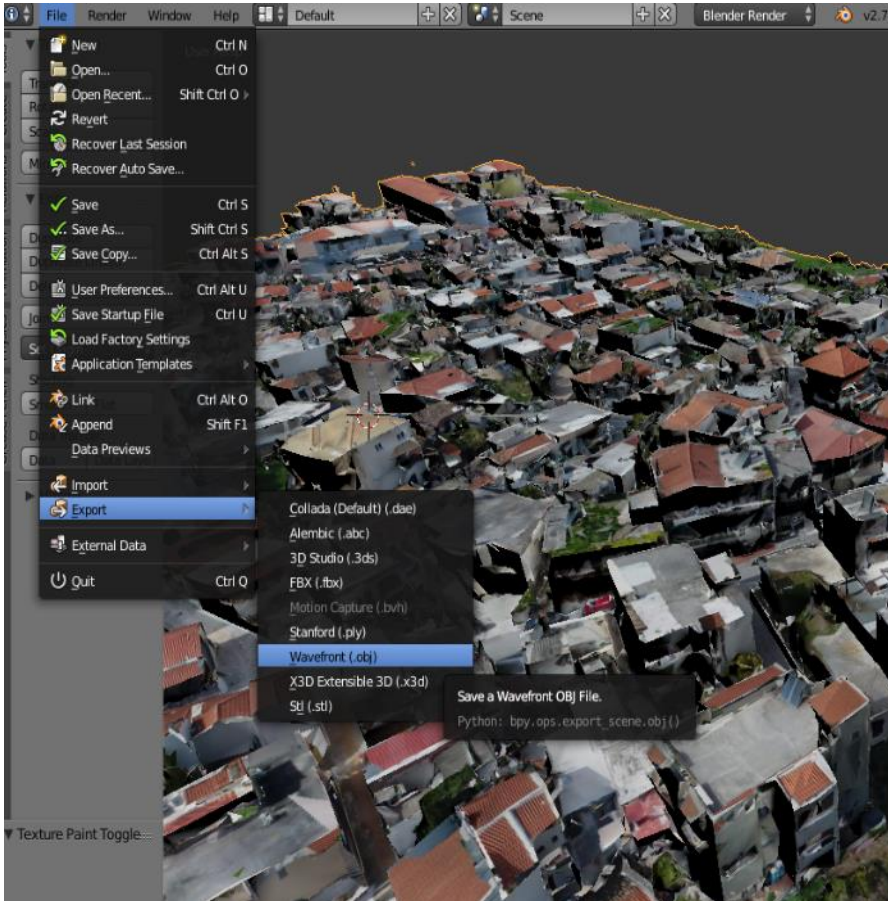 File Render Window Help Default Scene Blender Render v2.7
New Ctrl N
Open... Ctrl O
Open Recent... Shift Ctrl O
Revert
Recover Last Session
Recover Auto Save...
Save Ctrl S
Save As... Shift Ctrl S
Save Copy... Ctrl Alt S
User Preferences... Ctrl Alt U
Save Startup File Ctrl U
Load Factory Settings
Application Templates
Link Ctrl Alt O
Append Shift F1
Data Previews
Import
Export
Collada (Default) (.dae)
Alembic (.abc)
External Data
3D Studio (.3ds)
Quit Ctrl Q
FBX (.fbx)
Motion Capture (.bvh)
Stanford (.ply)
Wavefront (.obj)
X3D Extensible 3D (.x3d)
Stl (.stl)
Save a Wavefront OBJ File.
Python: bpy.ops.export_scene.obj()
Texture Paint Toggle